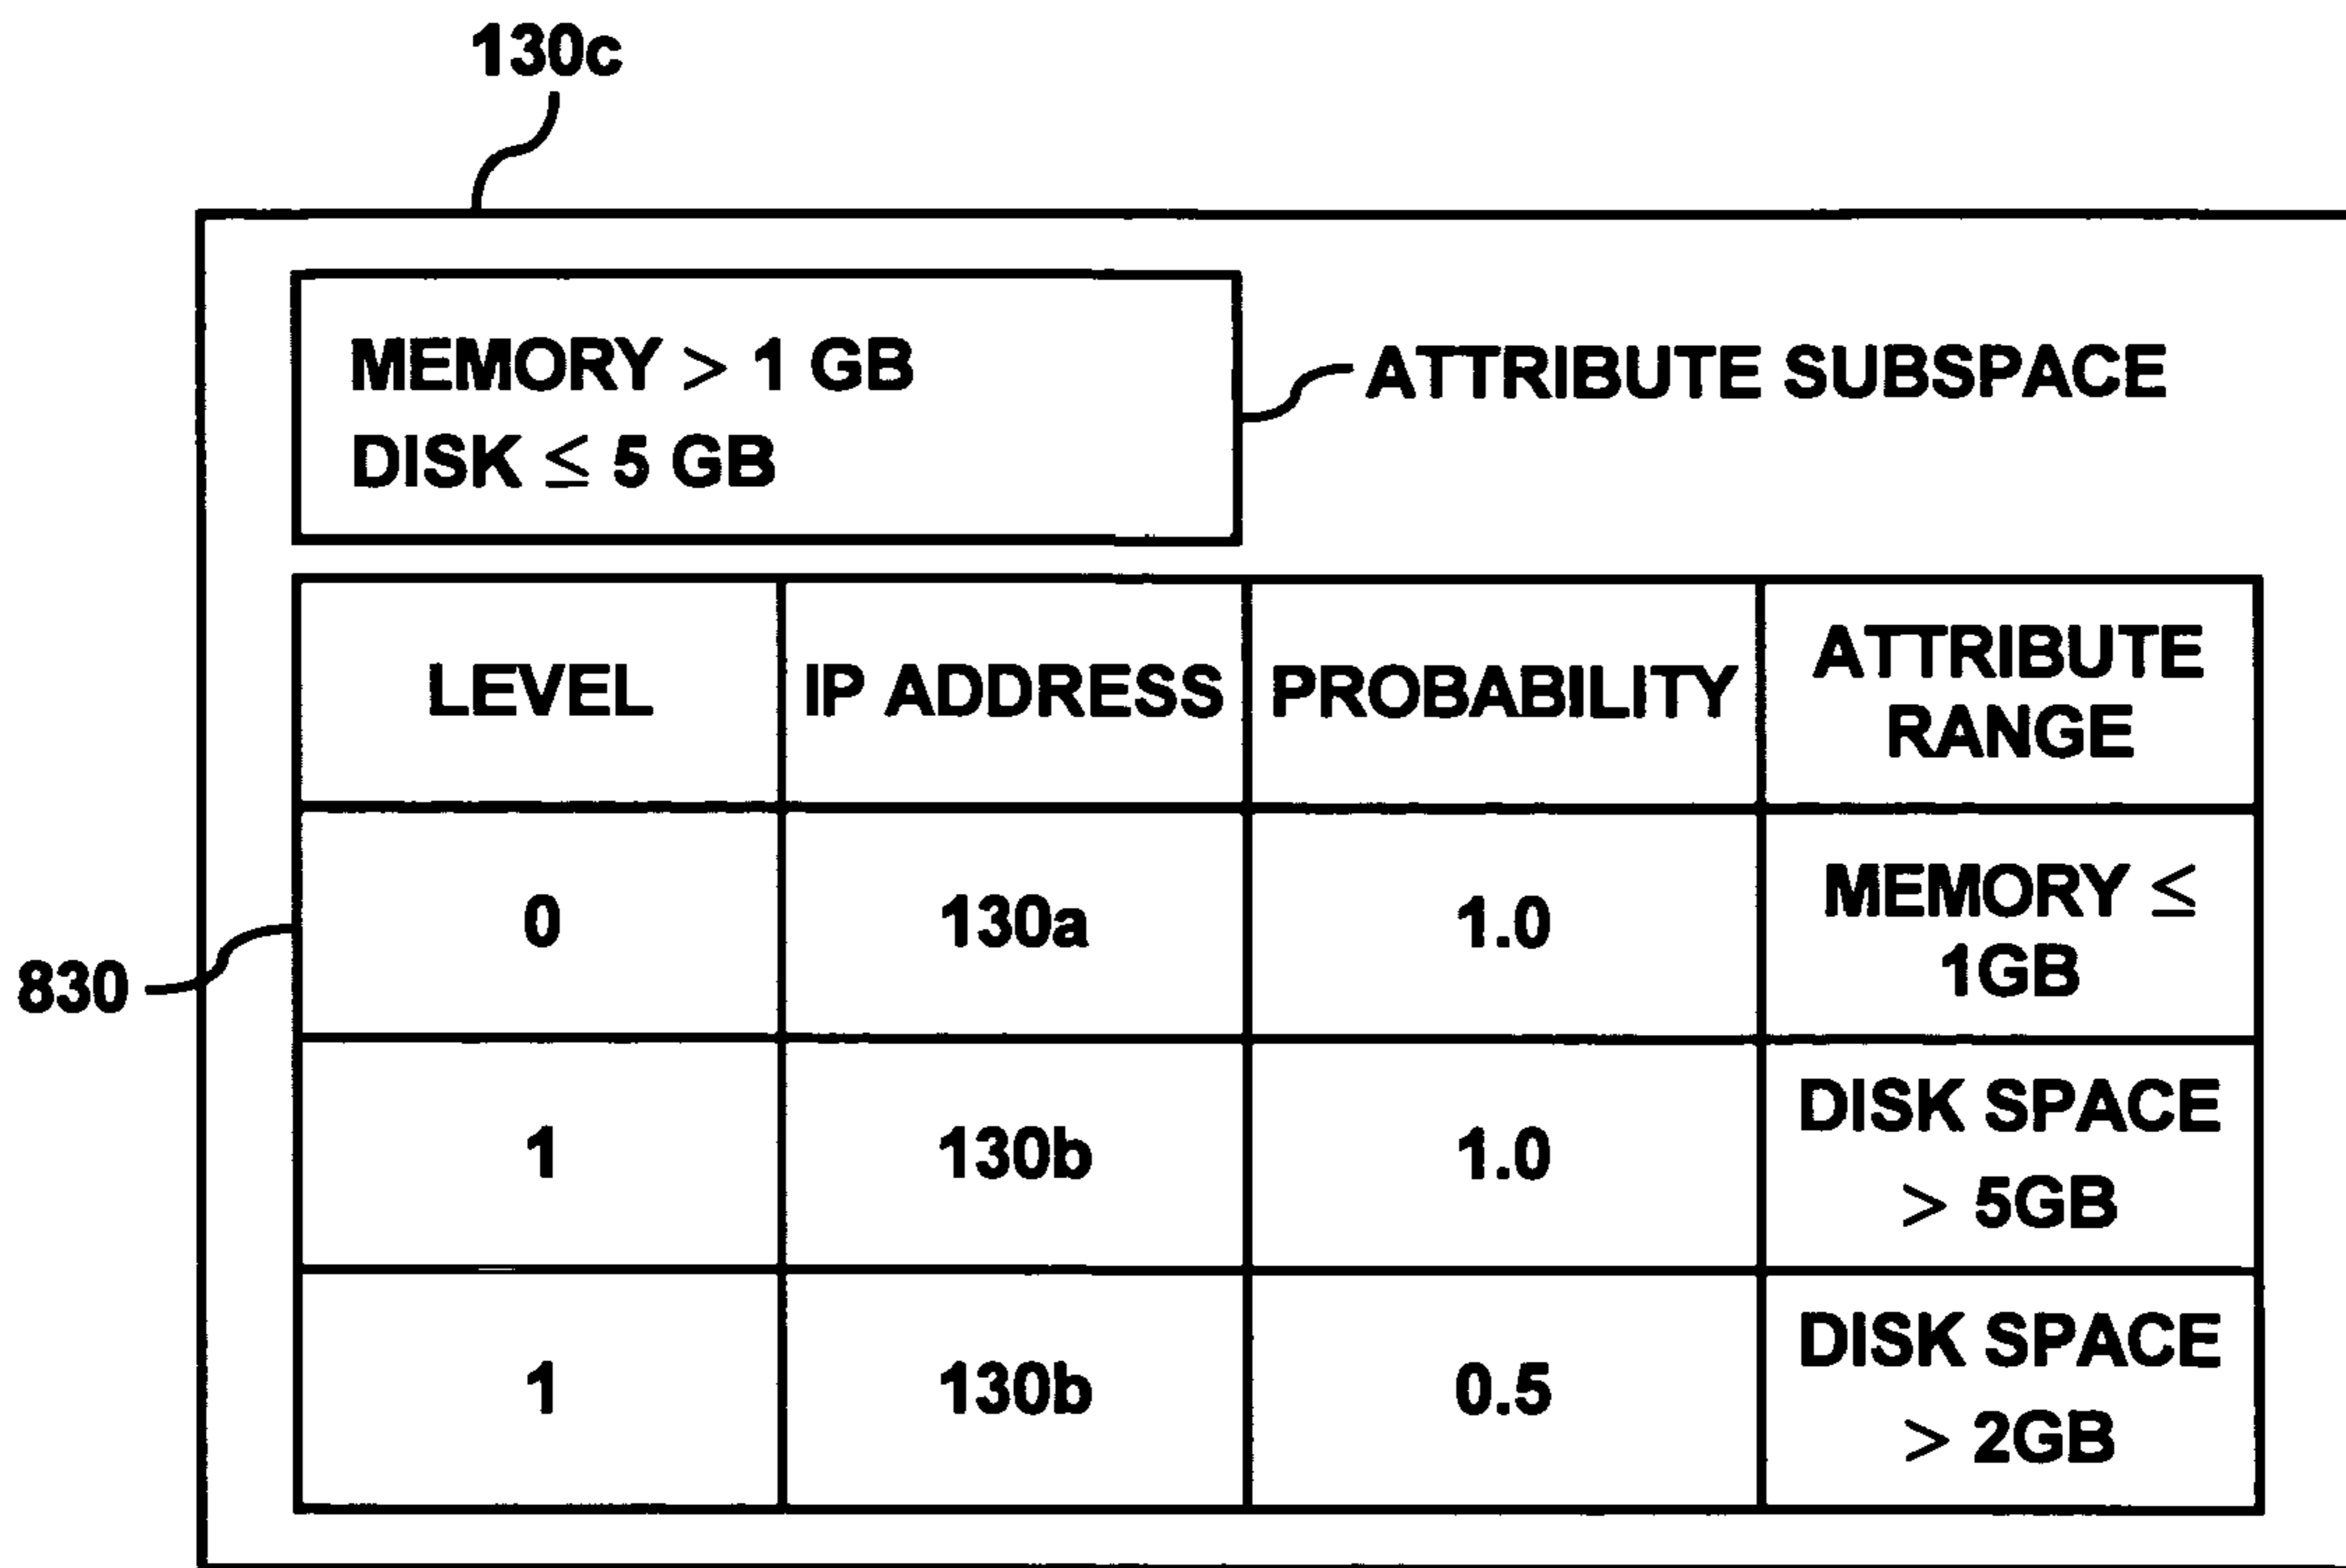 130c
MEMORY > 1 GB
DISK ≤ 5 GB
ATTRIBUTE SUBSPACE
LEVEL
IP ADDRESS
PROBABILITY
ATTRIBUTE
RANGE
0
130a
1.0
MEMORY ≤
1GB
830
1
130b
1.0
DISK SPACE
> 5GB
1
130b
0.5
DISK SPACE
> 2GB